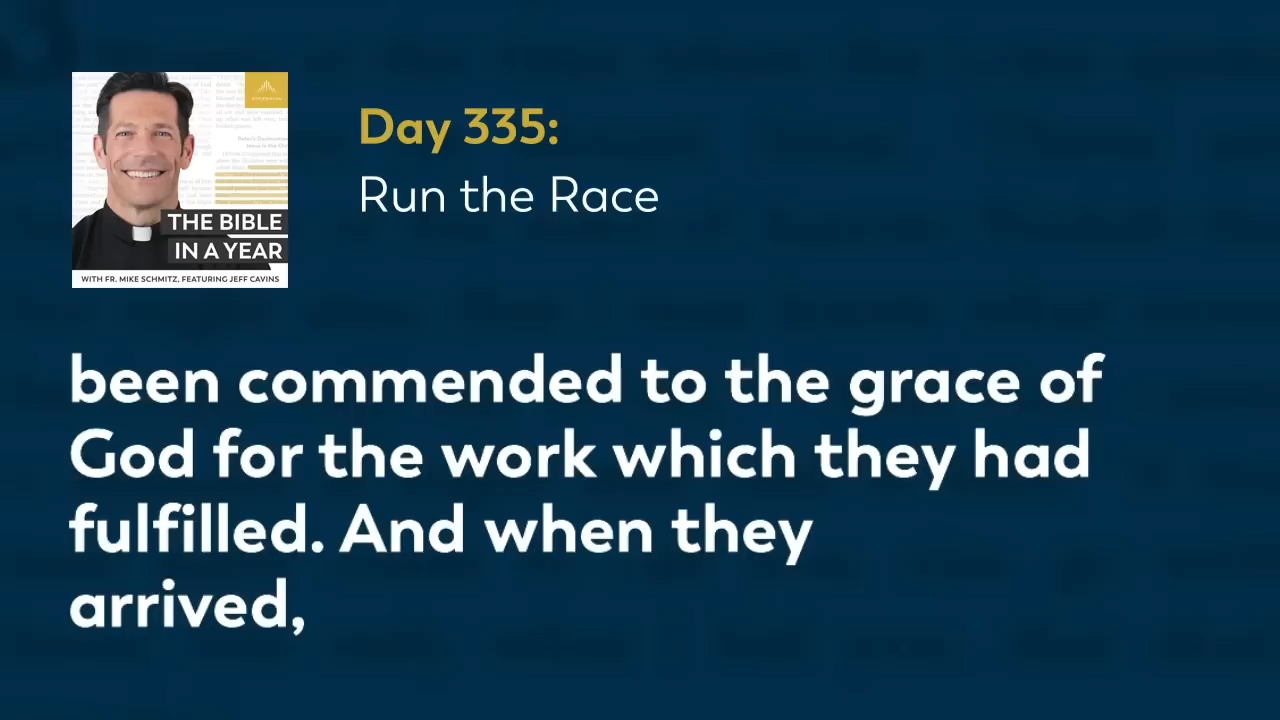 Day 335:
Run the Race
THE BIBLE
IN A YEAR
WITH FR. MIKE SCHMITZ, FEATURING JEFF CAVINS
been commended to the grace of
God for the work which they had
fulfilled. And when they
arrived,